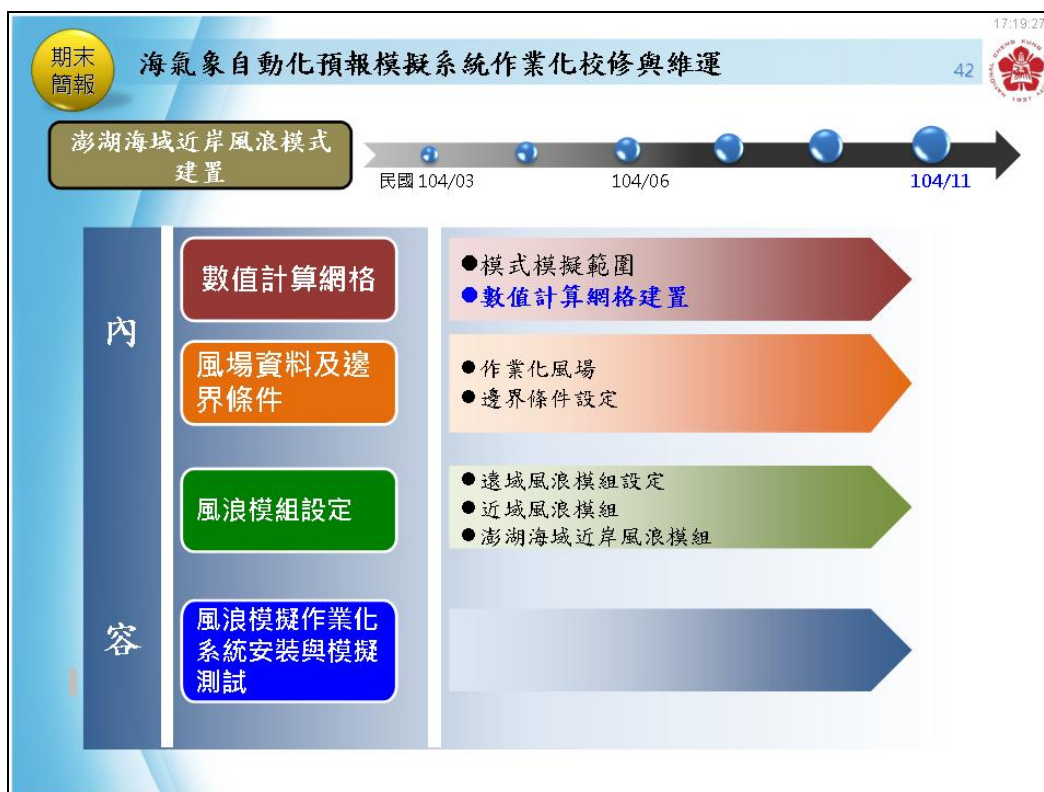 17:19:27
期末
簡報
海氣象自動化預報模擬系統作業化校修與維運
42
NATIONAL CHENG KUNG UNIVERSITY 1931
澎湖海域近岸風浪模式
建置
民國 104/03
104/06
104/11
內
容
數值計算網格
●模式模擬範圍
●數值計算網格建置
風場資料及邊
界條件
●作業化風場
●邊界條件設定
風浪模組設定
●遠域風浪模組設定
●近域風浪模組
●澎湖海域近岸風浪模組
風浪模擬作業化
系統安裝與模擬
測試